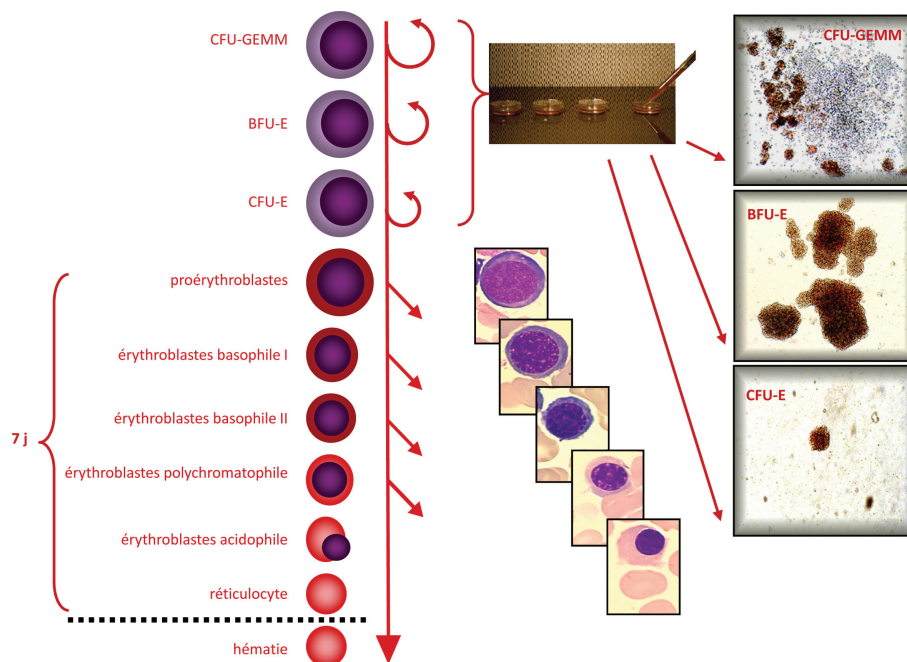 CFU-GEMM
BFU-E
CFU-E
proérythroblastes
érythroblastes basophile I
érythroblastes basophile II
7 j
érythroblastes polychromatophile
érythroblastes acidophile
réticulocyte
hématie
CFU-GEMM
BFU-E
CFU-E